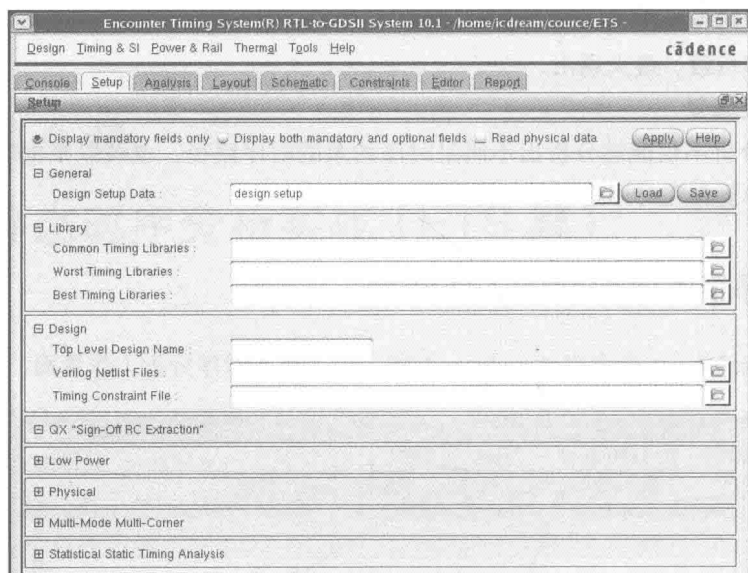 Encounter Timing System(R) RTL-to-GDSII System 10.1 - /home/icdream/cource/ETS -
Design Timing & SI Power & Rail Thermal Tools Help
cādence
Console Setup Analysis Layout Schematic Constraints Editor Report
Setup
Display mandatory fields only Display both mandatory and optional fields Read physical data Apply Help
General
Design Setup Data : design setup Load Save
Library
Common Timing Libraries :
Worst Timing Libraries :
Best Timing Libraries :
Design
Top Level Design Name :
Verilog Netlist Files :
Timing Constraint File :
QX "Sign-Off RC Extraction"
Low Power
Physical
Multi-Mode Multi-Corner
Statistical Static Timing Analysis